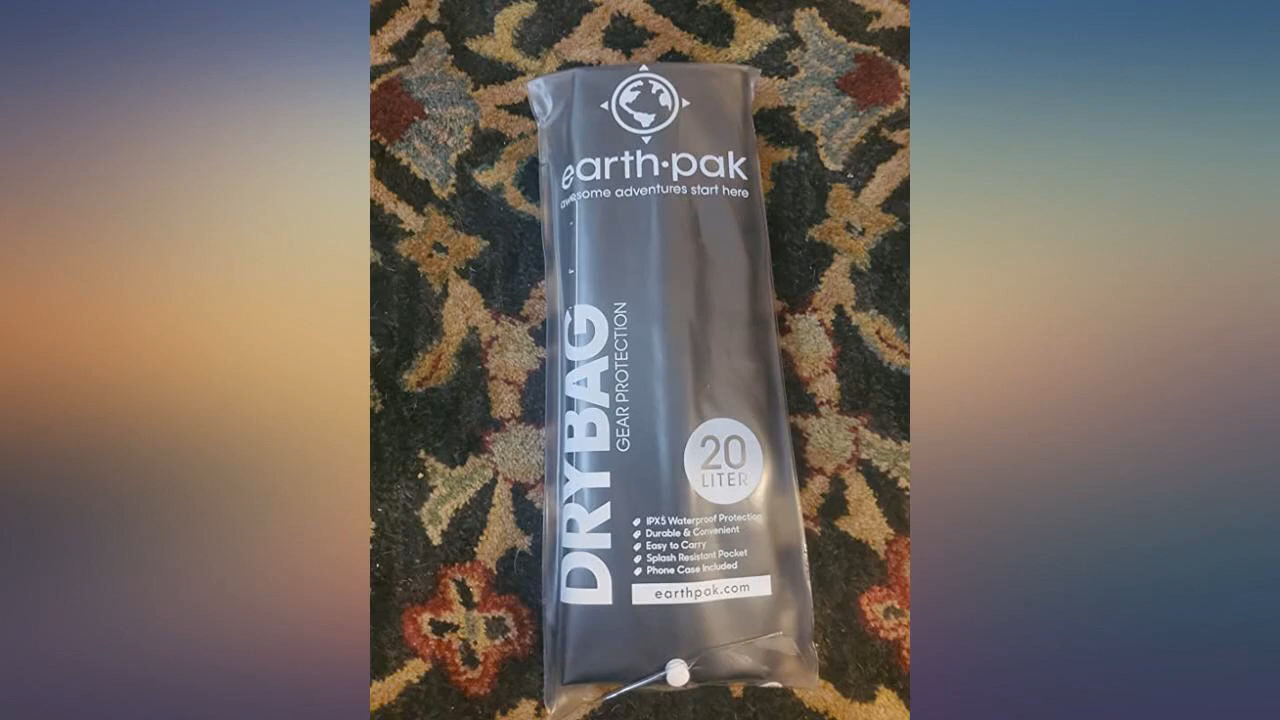 earth·pak
awesome adventures start here
DRYBAG
GEAR PROTECTION
20
LITER
IPX5 Waterproof Protection
Durable & Convenient
Easy to Carry
Splash Resistant Pocket
Phone Case Included
earthpak.com